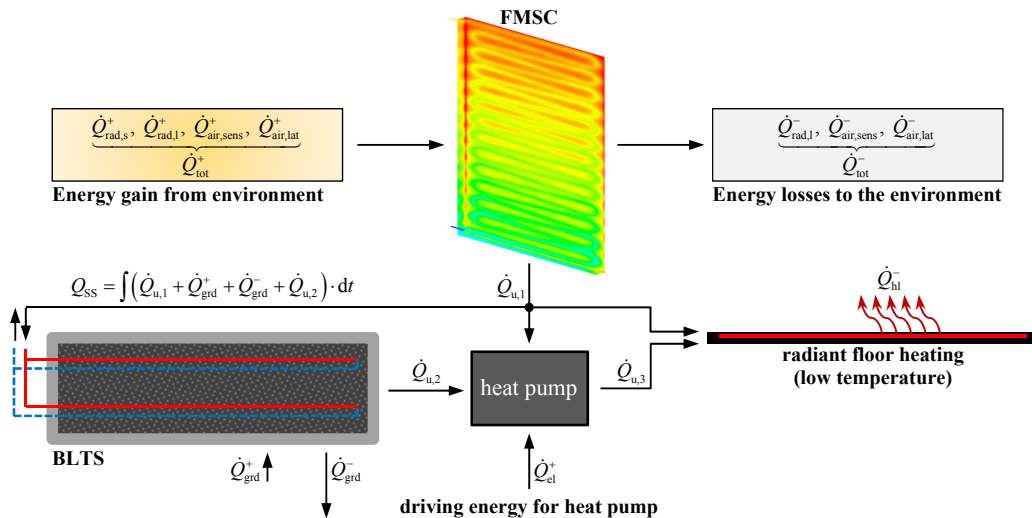 FMSC
Q̇⁺rad,s, Q̇⁺rad,l, Q̇⁺air,sens, Q̇⁺air,lat
Q̇⁺tot
Energy gain from environment
Q̇⁻rad,l, Q̇⁻air,sens, Q̇⁻air,lat
Q̇⁻tot
Energy losses to the environment
Q_SS = ∫(Q̇u,1 + Q̇⁺grd + Q̇⁻grd + Q̇u,2)·dt
Q̇u,1
Q̇⁻hl
radiant floor heating
(low temperature)
Q̇u,2
heat pump
Q̇u,3
BLTS
Q̇⁺grd
Q̇⁻grd
Q̇⁺el
driving energy for heat pump